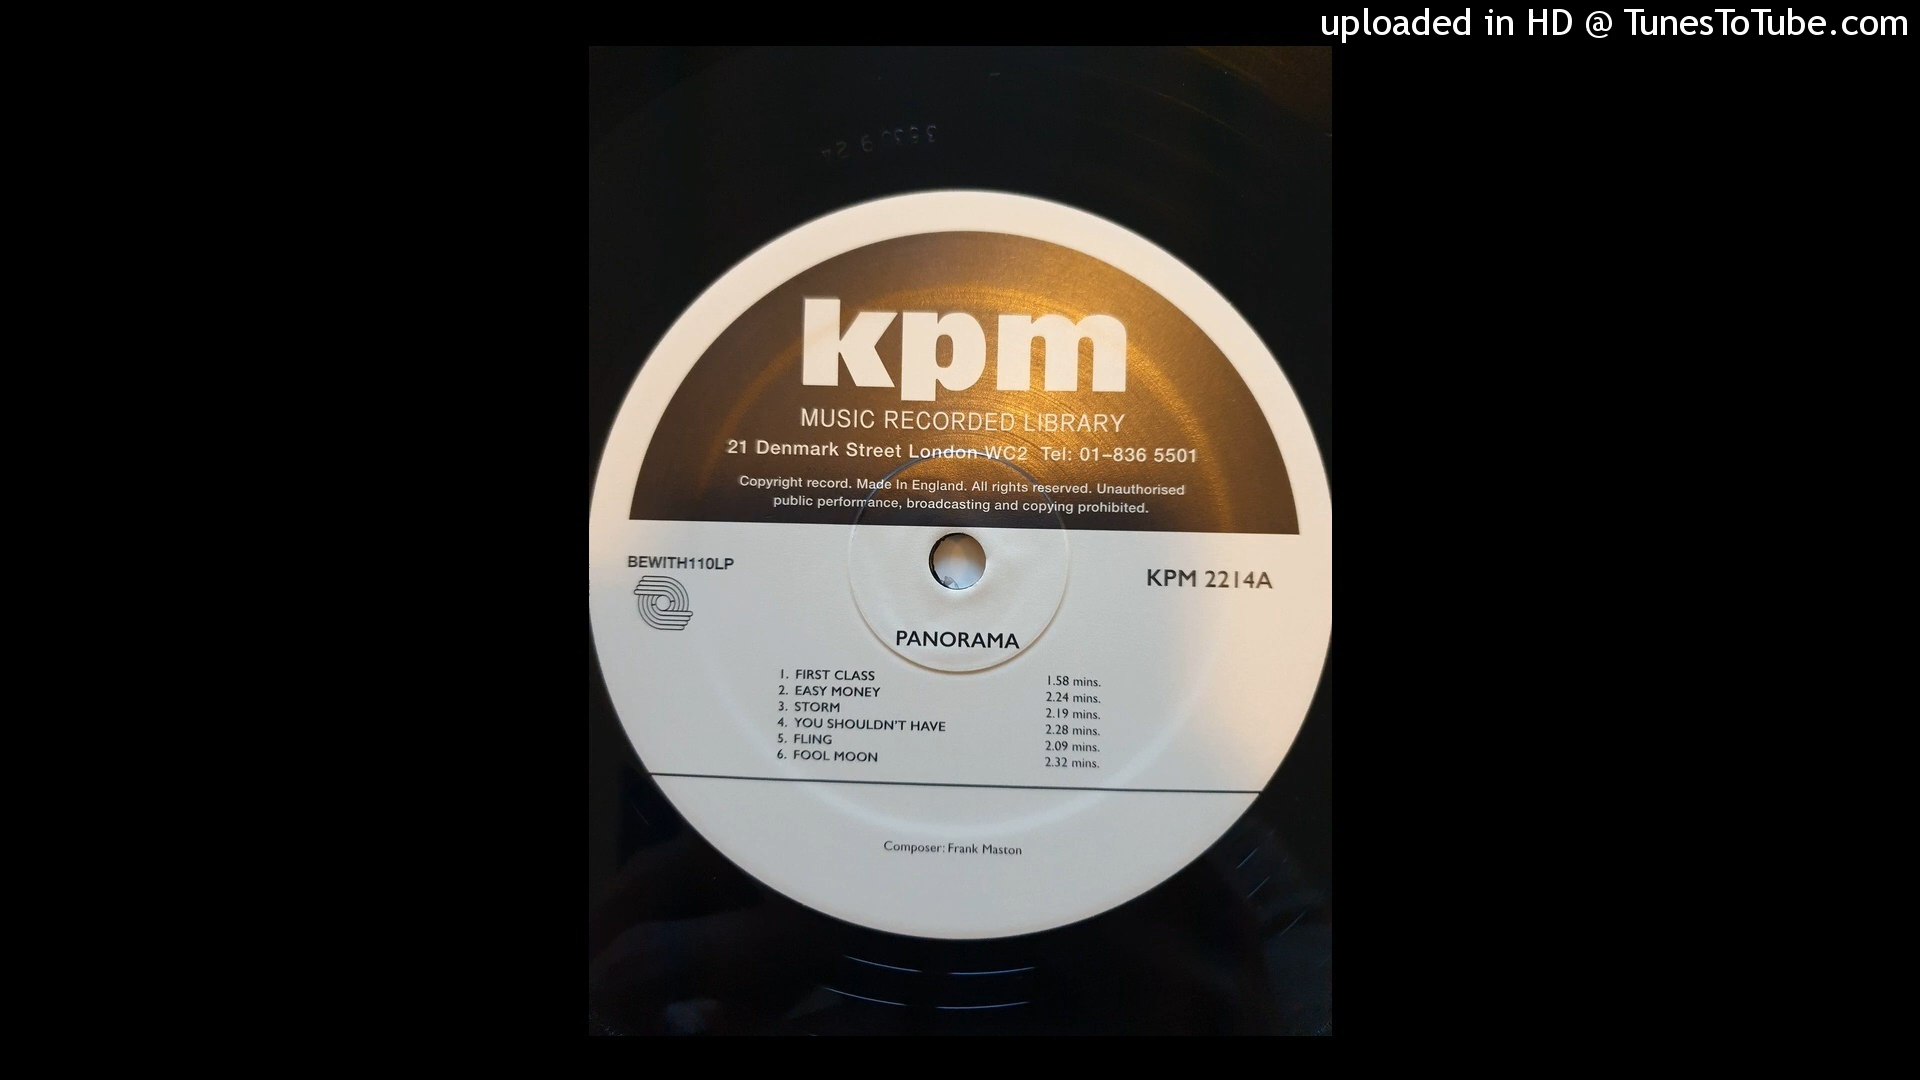 uploaded in HD @ TunesToTube.com
kpm
MUSIC RECORDED LIBRARY
21 Denmark Street London WC2 Tel: 01-836 5501
Copyright record. Made In England. All rights reserved. Unauthorised
public performance, broadcasting and copying prohibited.
BEWITH110LP
KPM 2214A
PANORAMA
1. FIRST CLASS 1.58 mins.
2. EASY MONEY 2.24 mins.
3. STORM 2.19 mins.
4. YOU SHOULDN'T HAVE 2.28 mins.
5. FLING 2.09 mins.
6. FOOL MOON 2.32 mins.
Composer: Frank Maston